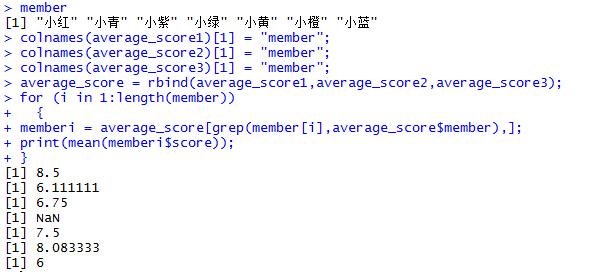 > member
[1] "小红" "小青" "小紫" "小绿" "小黄" "小橙" "小蓝"
> colnames(average_score1)[1] = "member";
> colnames(average_score2)[1] = "member";
> colnames(average_score3)[1] = "member";
> average_score = rbind(average_score1,average_score2,average_score3);
> for (i in 1:length(member))
+   {
+ memberi = average_score[grep(member[i],average_score$member),];
+ print(mean(memberi$score));
+ }
[1] 8.5
[1] 6.111111
[1] 6.75
[1] NaN
[1] 7.5
[1] 8.083333
[1] 6